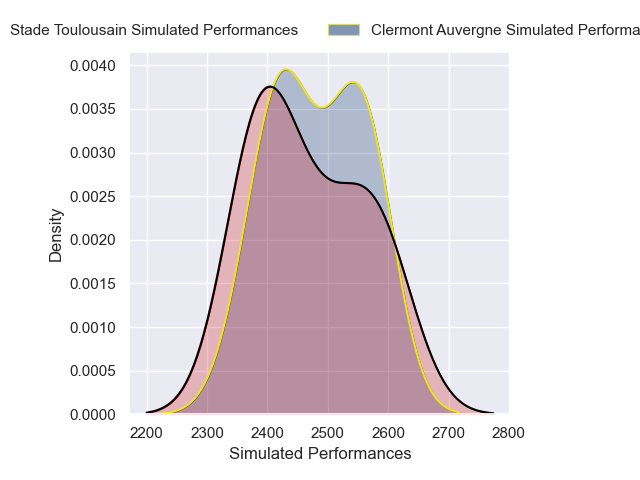 Stade Toulousain Simulated Performances
Clermont Auvergne Simulated Performa
0.0040
0.0035
0.0030
0.0025
0.0020
0.0015
0.0010
0.0005
0.0000
Density
2200 2300 2400 2500 2600 2700 2800
Simulated Performances